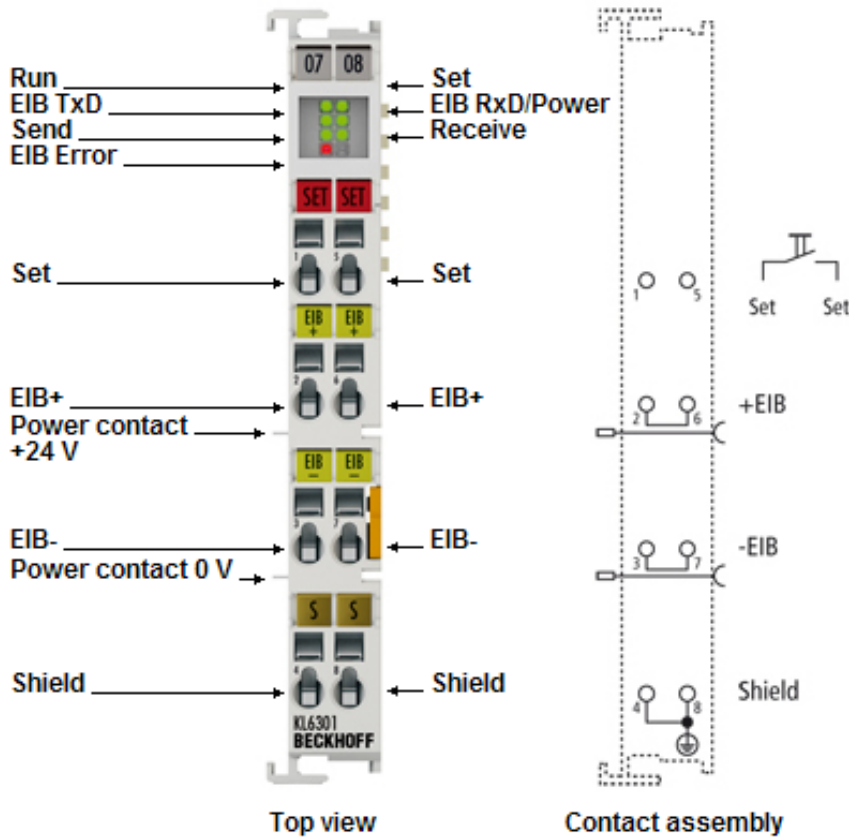 07 08
Run
Set
EIB TxD
EIB RxD/Power
Send
Receive
EIB Error
SET SET
1 5
Set
Set
1 5
Set Set
EIB + EIB +
2 6
EIB+
EIB+
2 6
+EIB
Power contact
+24 V
EIB – EIB –
3 7
EIB-
EIB-
3 7
-EIB
Power contact 0 V
S S
4 8
Shield
Shield
4 8
Shield
KL6301
BECKHOFF
Top view
Contact assembly